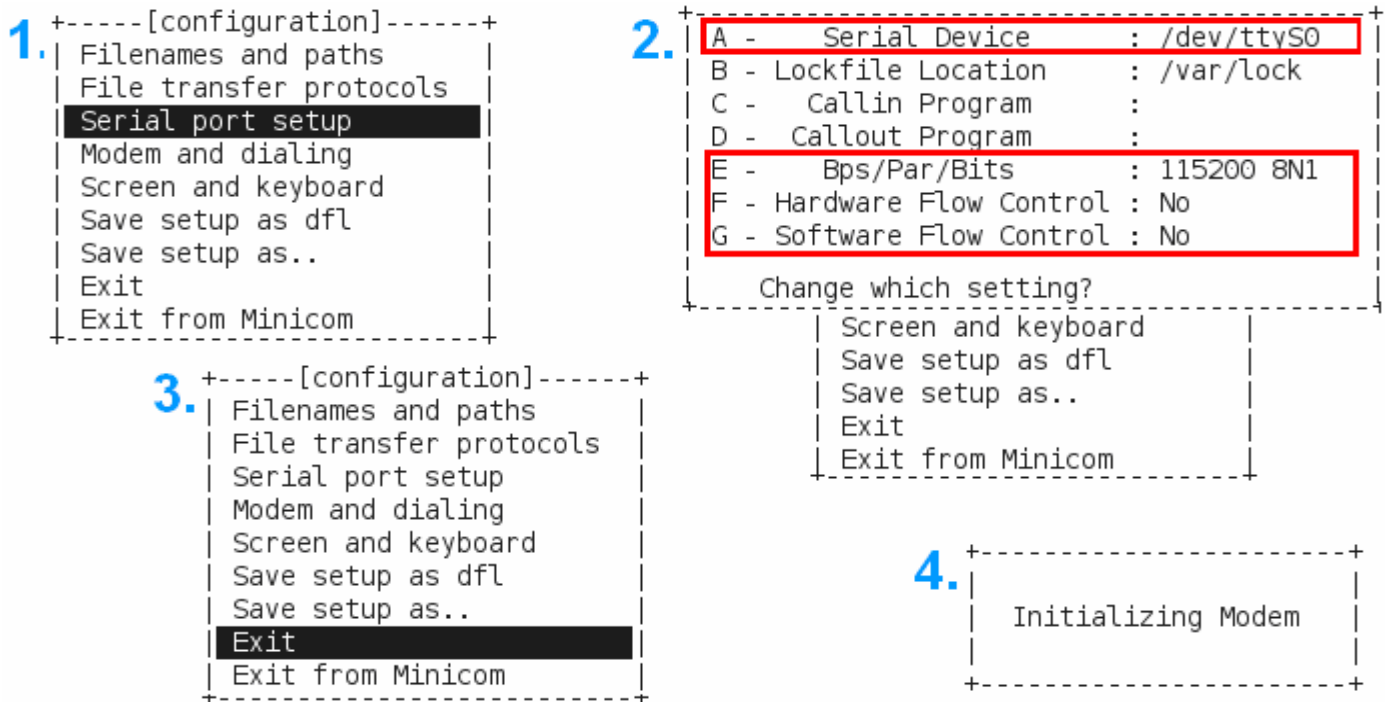 1.
+-----[configuration]------+
| Filenames and paths |
| File transfer protocols |
| Serial port setup |
| Modem and dialing |
| Screen and keyboard |
| Save setup as dfl |
| Save setup as.. |
| Exit |
| Exit from Minicom |
+--------------------------+
2.
+-------------------------------------------+
| A - Serial Device : /dev/ttyS0 |
| B - Lockfile Location : /var/lock |
| C - Callin Program : |
| D - Callout Program : |
| E - Bps/Par/Bits : 115200 8N1 |
| F - Hardware Flow Control : No |
| G - Software Flow Control : No |
| |
| Change which setting? |
+-------------------------------------------+
| Screen and keyboard |
| Save setup as dfl |
| Save setup as.. |
| Exit |
| Exit from Minicom |
+--------------------------+
3.
+-----[configuration]------+
| Filenames and paths |
| File transfer protocols |
| Serial port setup |
| Modem and dialing |
| Screen and keyboard |
| Save setup as dfl |
| Save setup as.. |
| Exit |
| Exit from Minicom |
+--------------------------+
4.
+-----------------------+
| |
| Initializing Modem |
| |
+-----------------------+